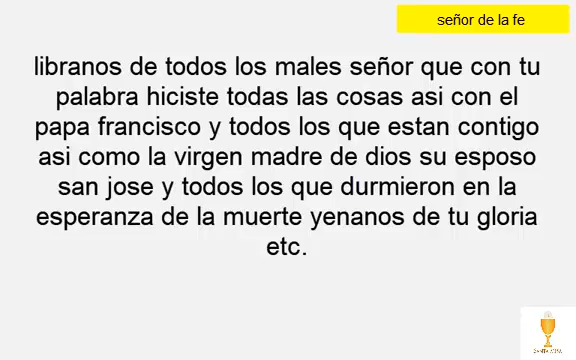 señor de la fe
libranos de todos los males señor que con tu
palabra hiciste todas las cosas asi con el
papa francisco y todos los que estan contigo
asi como la virgen madre de dios su esposo
san jose y todos los que durmieron en la
esperanza de la muerte yenanos de tu gloria
etc.